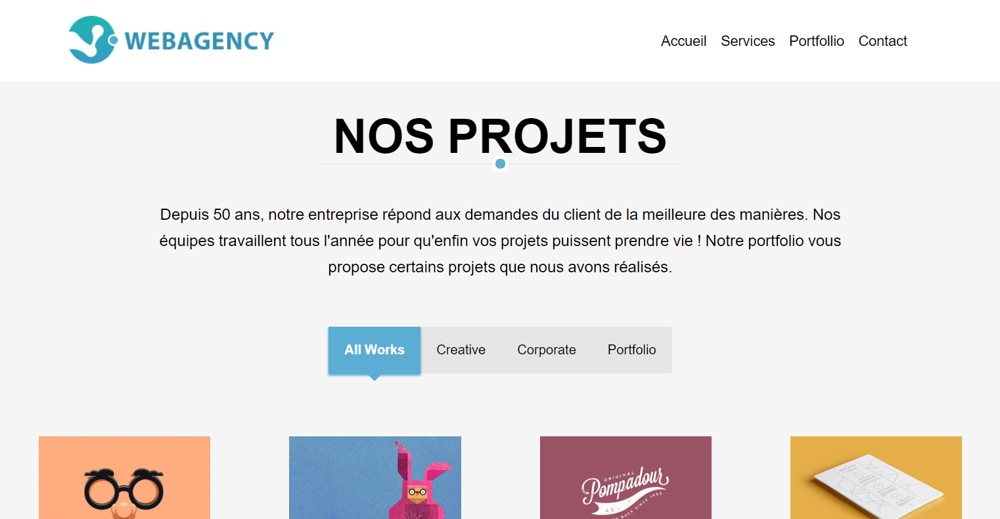 WEBAGENCY
Accueil Services Portfollio Contact
NOS PROJETS
Depuis 50 ans, notre entreprise répond aux demandes du client de la meilleure des manières. Nos
équipes travaillent tous l'année pour qu'enfin vos projets puissent prendre vie ! Notre portfolio vous
propose certains projets que nous avons réalisés.
All Works Creative Corporate Portfolio
ORIGINAL
Pompadour
BACK SINCE 1950